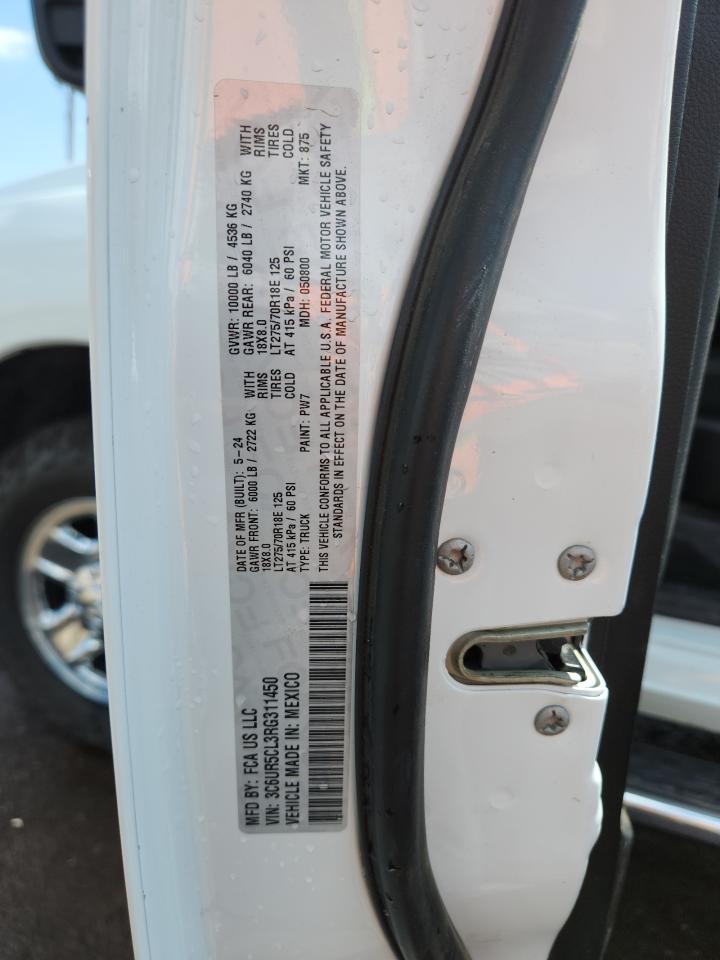 MFD BY: FCA US LLC
DATE OF MFR (BUILT): 5-24
GVWR: 10000 LB / 4536 KG
GAWR FRONT: 6000 LB / 2722 KG WITH
GAWR REAR: 6040 LB / 2740 KG WITH
18X8.0 RIMS
18X8.0 RIMS
LT275/70R18E 125 TIRES
LT275/70R18E 125 TIRES
AT 415 kPa / 60 PSI COLD
AT 415 kPa / 60 PSI COLD
VIN: 3C6UR5CL3RG311450
TYPE: TRUCK
PAINT: PW7
MDH: 050800
MKT: 875
VEHICLE MADE IN: MEXICO
THIS VEHICLE CONFORMS TO ALL APPLICABLE U.S.A. FEDERAL MOTOR VEHICLE SAFETY
STANDARDS IN EFFECT ON THE DATE OF MANUFACTURE SHOWN ABOVE.